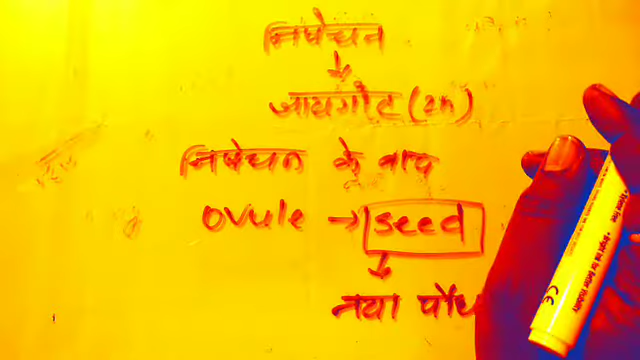 निषेचन
↓
जायगोट (2n)
निषेचन के बाद
ovule → seed
↓
नया पौध